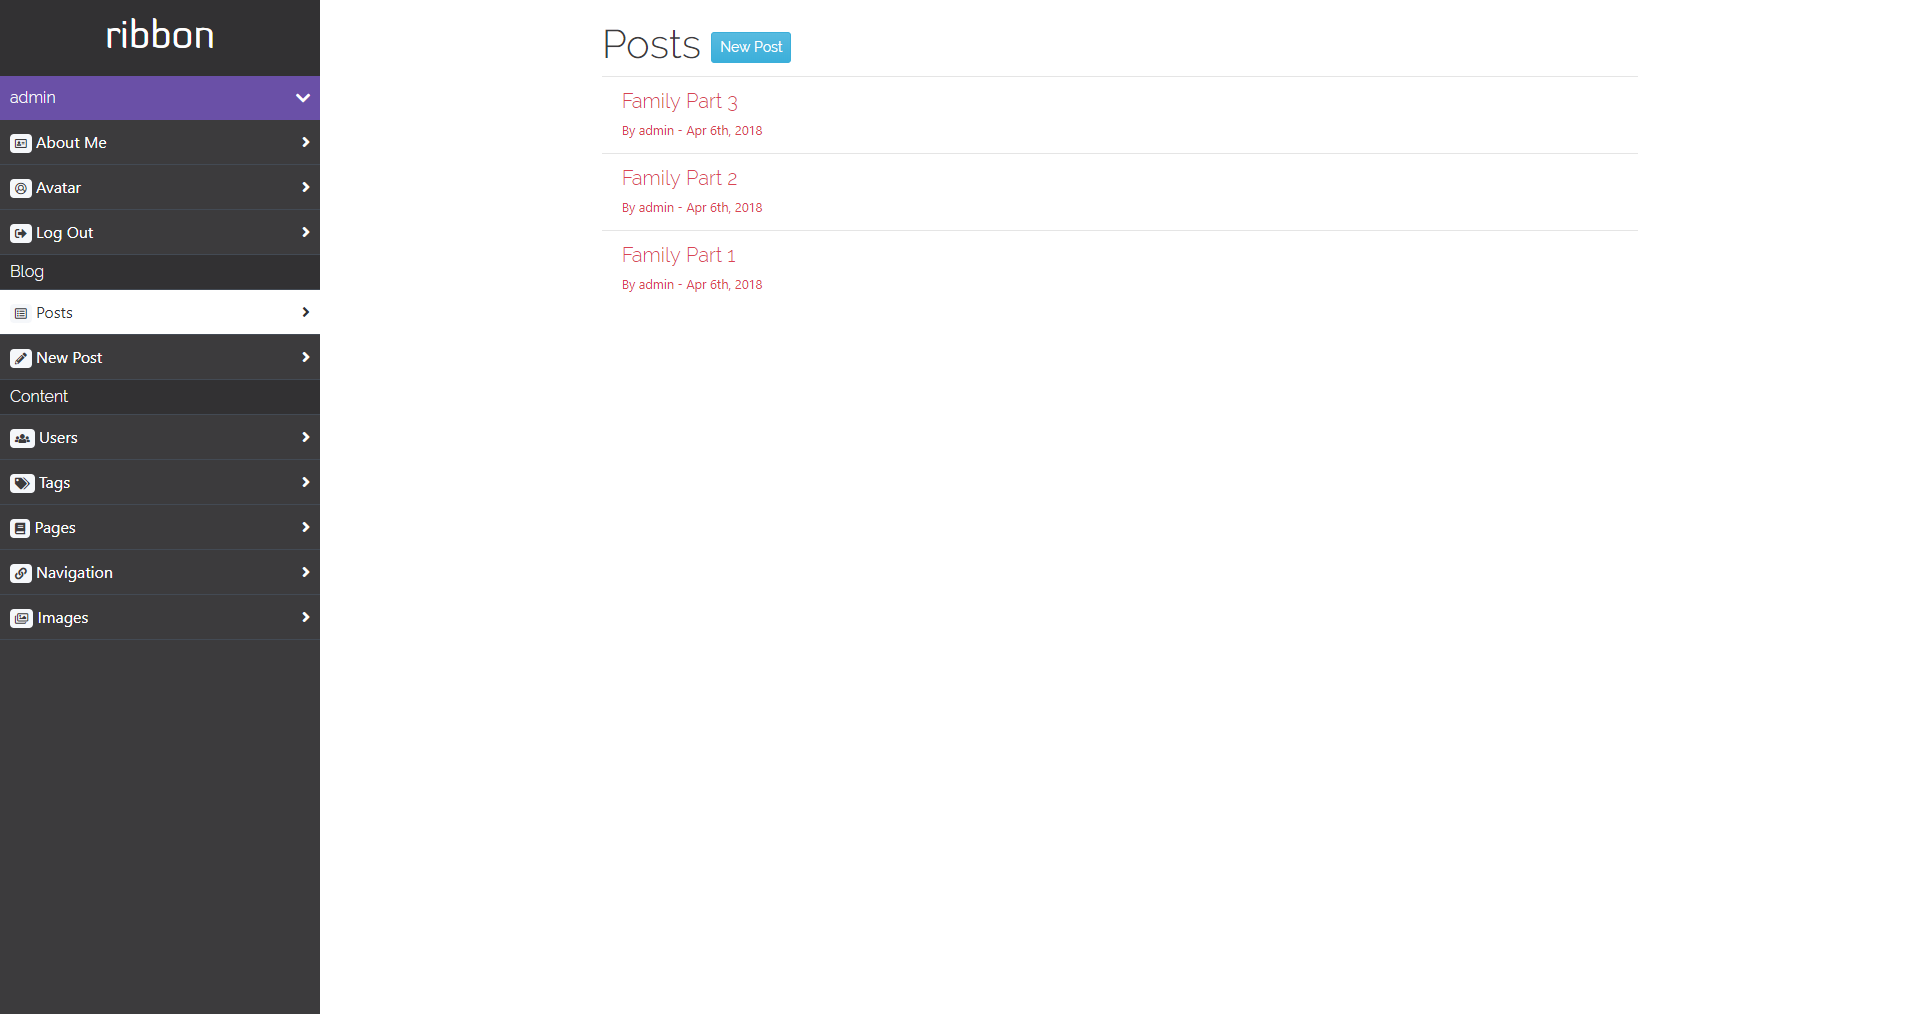 ribbon
admin
About Me
Avatar
Log Out
Blog
Posts
New Post
Content
Users
Tags
Pages
Navigation
Images
Posts New Post
Family Part 3
By admin - Apr 6th, 2018
Family Part 2
By admin - Apr 6th, 2018
Family Part 1
By admin - Apr 6th, 2018